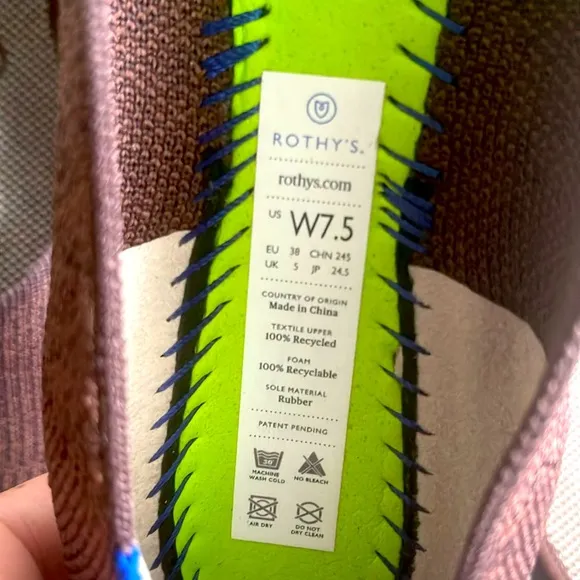 ROTHY'S.
rothys.com
US W7.5
EU 38 CHN 245
UK 5 JP 24.5
COUNTRY OF ORIGIN
Made in China
TEXTILE UPPER
100% Recycled
FOAM
100% Recyclable
SOLE MATERIAL
Rubber
PATENT PENDING
30
MACHINE NO BLEACH
WASH COLD
AIR DRY DO NOT
DRY CLEAN